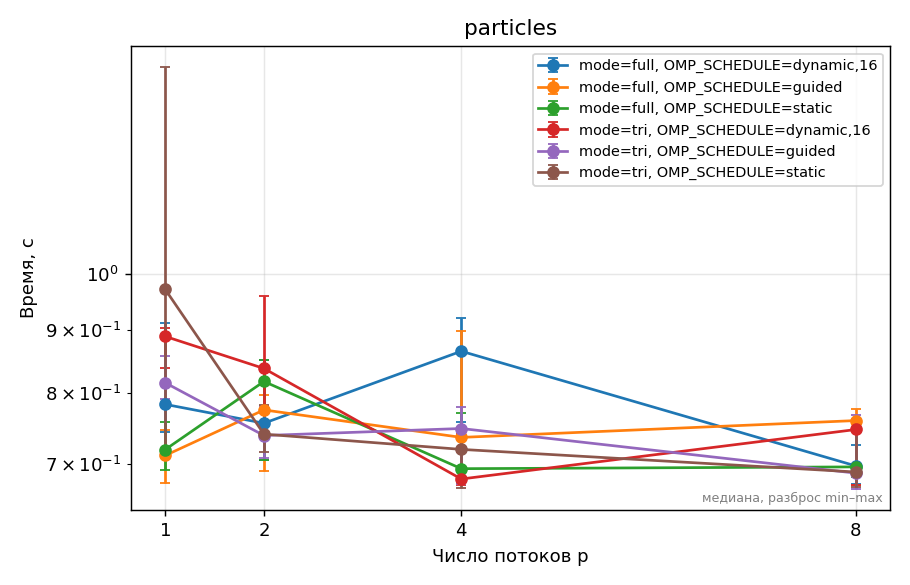 particles
mode=full, OMP_SCHEDULE=dynamic,16
mode=full, OMP_SCHEDULE=guided
mode=full, OMP_SCHEDULE=static
mode=tri, OMP_SCHEDULE=dynamic,16
mode=tri, OMP_SCHEDULE=guided
mode=tri, OMP_SCHEDULE=static
Время, с
10⁰
9 × 10⁻¹
8 × 10⁻¹
7 × 10⁻¹
медиана, разброс min–max
1 2 4 8
Число потоков p